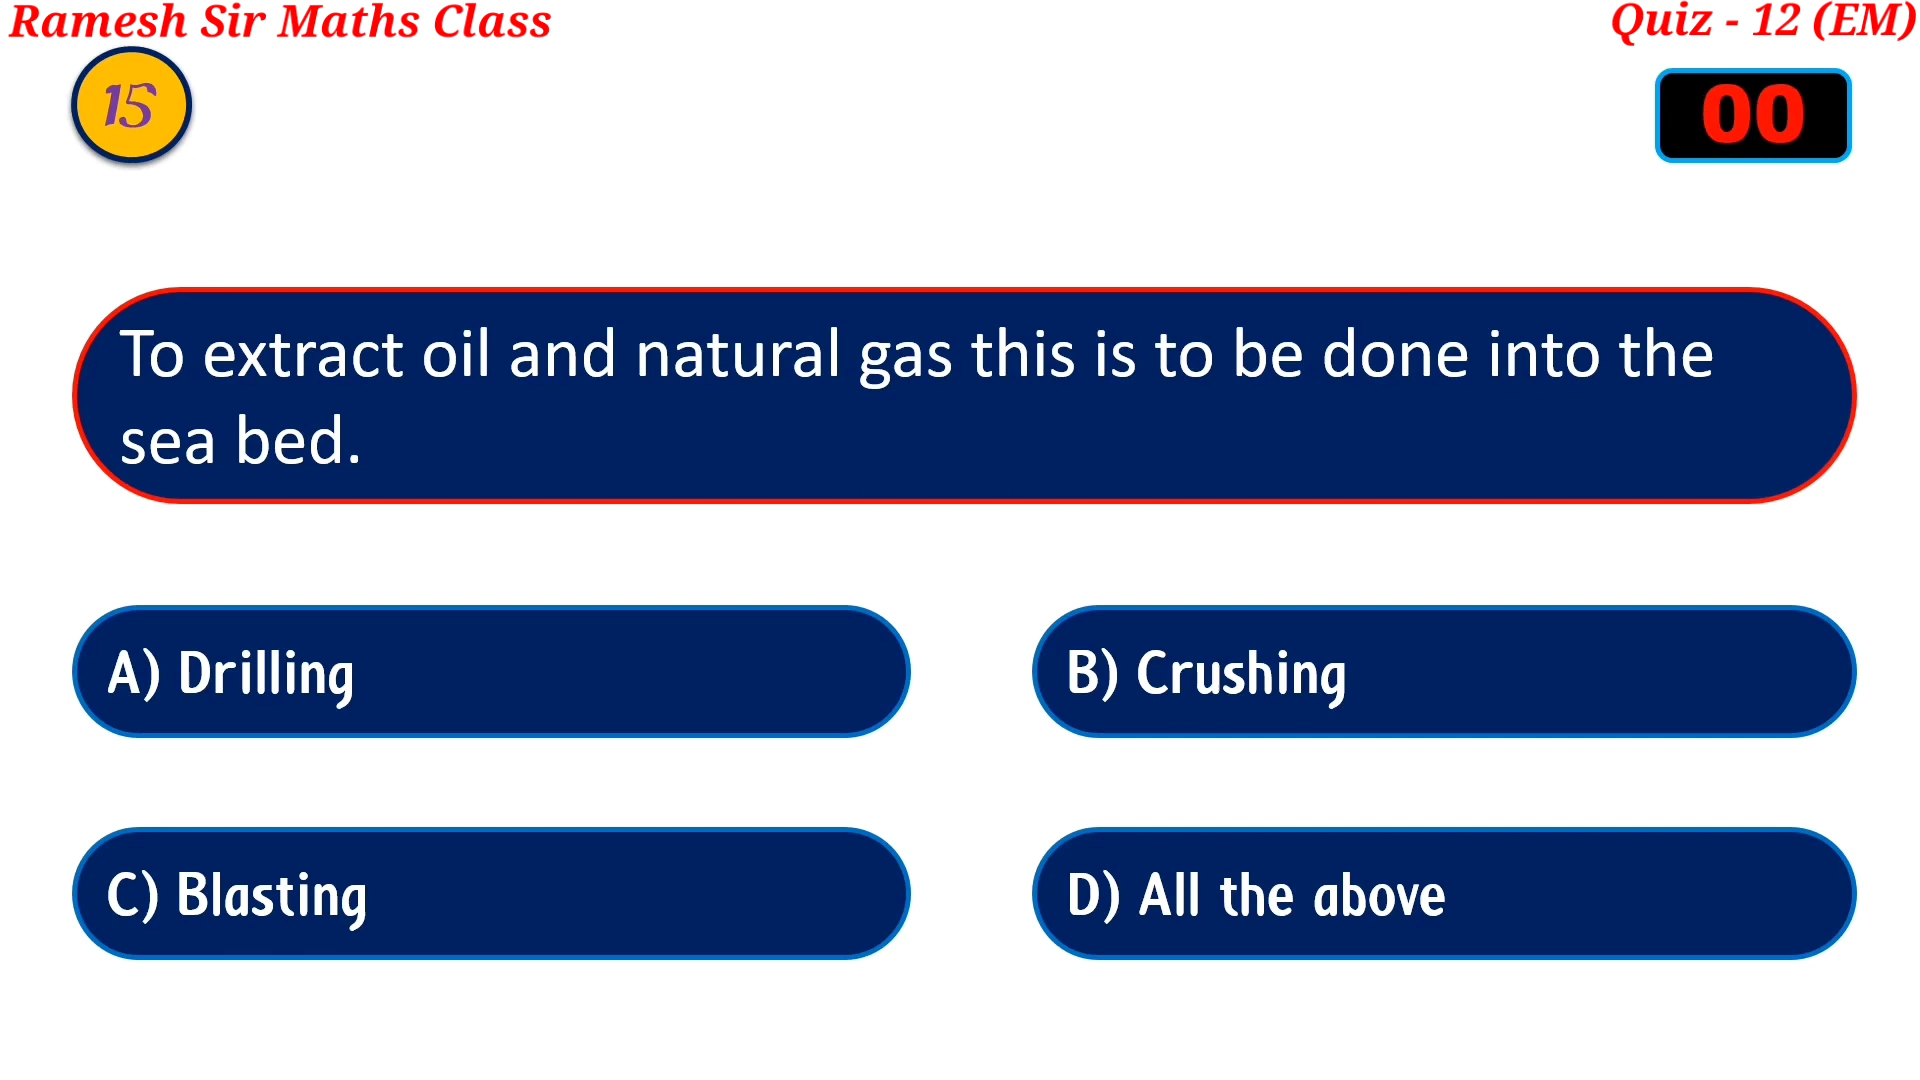 Ramesh Sir Maths Class
Quiz - 12 (EM)
15
00
To extract oil and natural gas this is to be done into the
sea bed.
A) Drilling
B) Crushing
C) Blasting
D) All the above